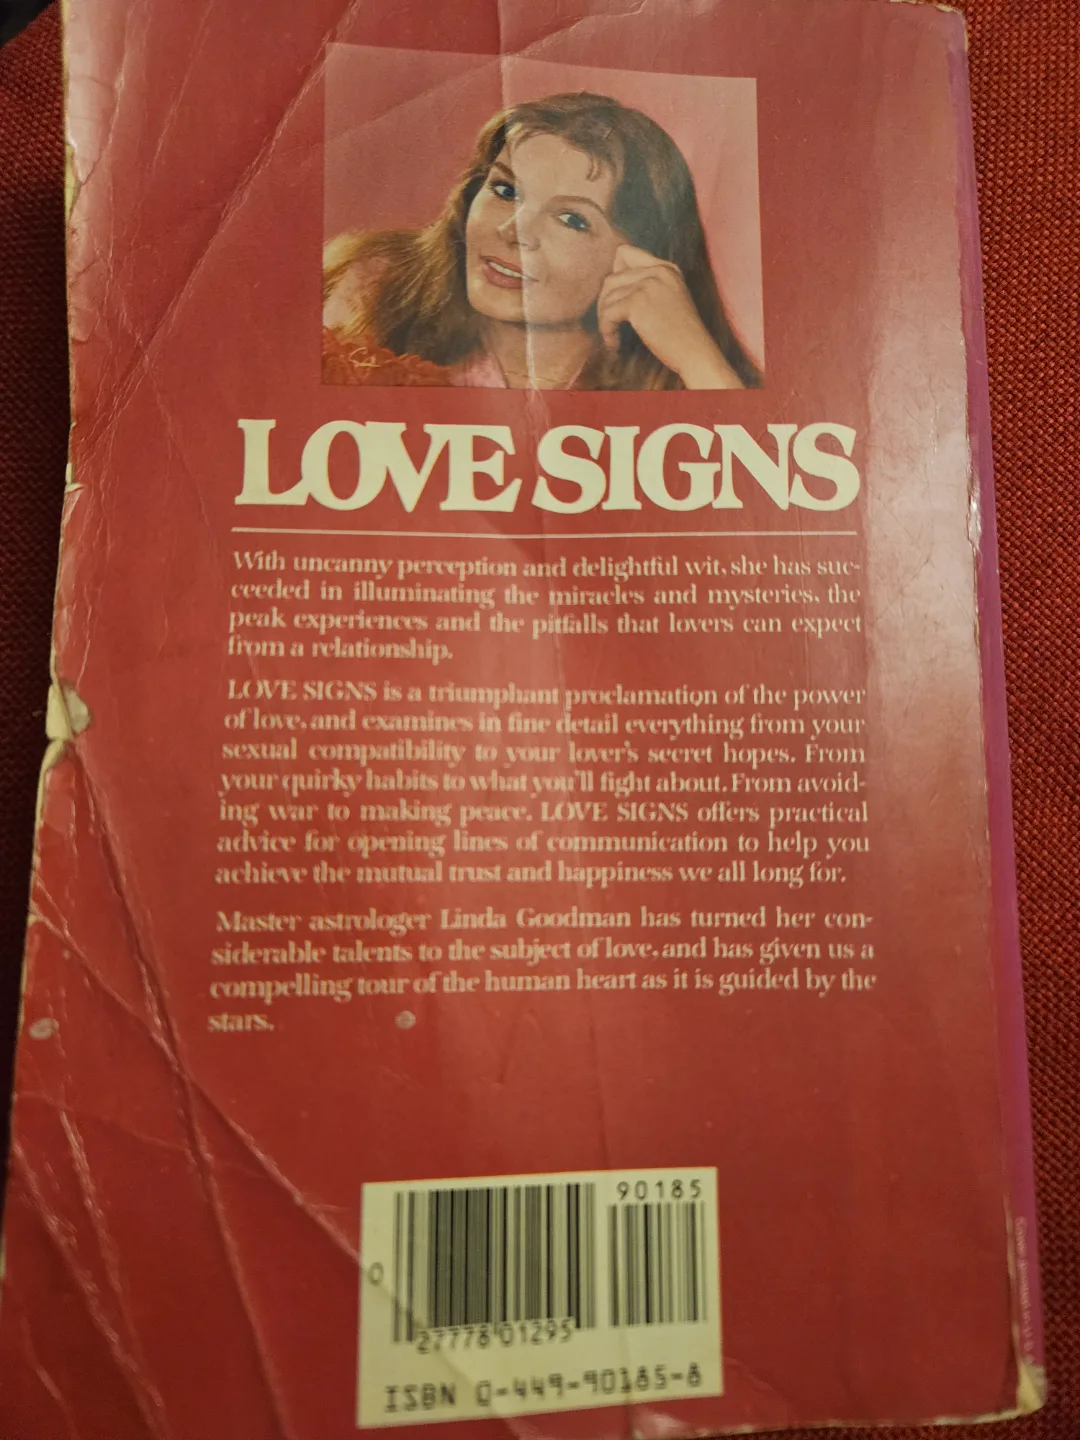 LOVE SIGNS
With uncanny perception and delightful wit, she has suc-
ceeded in illuminating the miracles and mysteries, the
peak experiences and the pitfalls that lovers can expect
from a relationship.
LOVE SIGNS is a triumphant proclamation of the power
of love, and examines in fine detail everything from your
sexual compatibility to your lover's secret hopes. From
your quirky habits to what you'll fight about. From avoid-
ing war to making peace. LOVE SIGNS offers practical
advice for opening lines of communication to help you
achieve the mutual trust and happiness we all long for.
Master astrologer Linda Goodman has turned her con-
siderable talents to the subject of love, and has given us a
compelling tour of the human heart as it is guided by the
stars.
90185
0
27778 01295
ISBN 0-449-90185-8